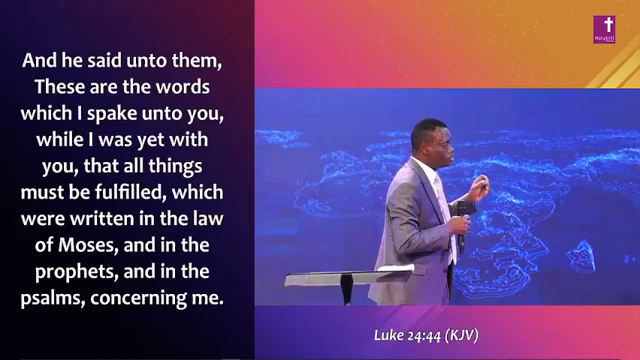 And he said unto them,
These are the words
which I spake unto you,
while I was yet with
you, that all things
must be fulfilled, which
were written in the law
of Moses, and in the
prophets, and in the
psalms, concerning me.
Luke 24:44 (KJV)